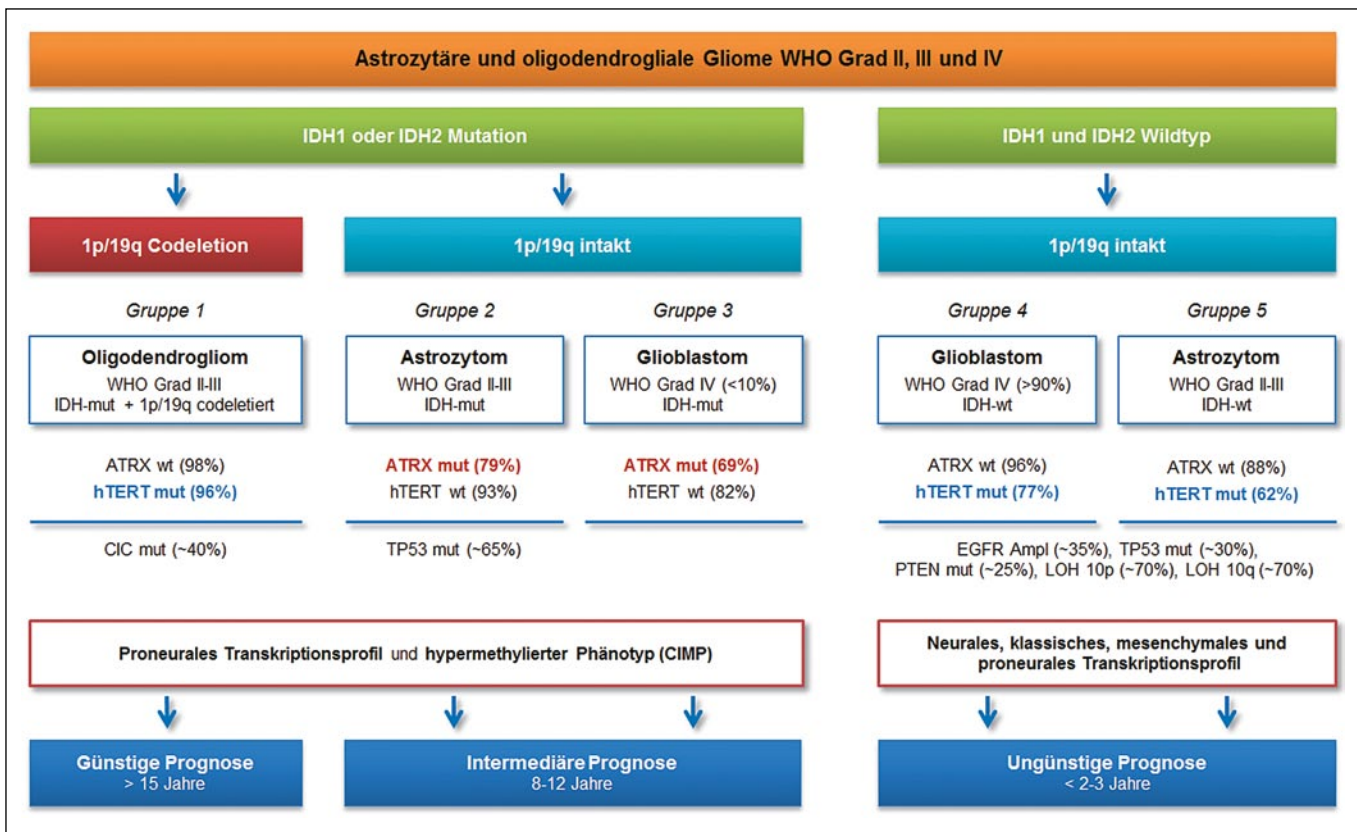 Astrozytäre und oligodendrogliale Gliome WHO Grad II, III und IV
IDH1 oder IDH2 Mutation
IDH1 und IDH2 Wildtyp
1p/19q Codeletion
1p/19q intakt
1p/19q intakt
Gruppe 1
Gruppe 2
Gruppe 3
Gruppe 4
Gruppe 5
Oligodendrogliom
WHO Grad II-III
IDH-mut + 1p/19q codeletiert
Astrozytom
WHO Grad II-III
IDH-mut
Glioblastom
WHO Grad IV (<10%)
IDH-mut
Glioblastom
WHO Grad IV (>90%)
IDH-wt
Astrozytom
WHO Grad II-III
IDH-wt
ATRX wt (98%)
hTERT mut (96%)
ATRX mut (79%)
hTERT wt (93%)
ATRX mut (69%)
hTERT wt (82%)
ATRX wt (96%)
hTERT mut (77%)
ATRX wt (88%)
hTERT mut (62%)
CIC mut (~40%)
TP53 mut (~65%)
EGFR Ampl (~35%), TP53 mut (~30%),
PTEN mut (~25%), LOH 10p (~70%), LOH 10q (~70%)
Proneurales Transkriptionsprofil und hypermethylierter Phänotyp (CIMP)
Neurales, klassisches, mesenchymales und
proneurales Transkriptionsprofil
Günstige Prognose
> 15 Jahre
Intermediäre Prognose
8-12 Jahre
Ungünstige Prognose
< 2-3 Jahre